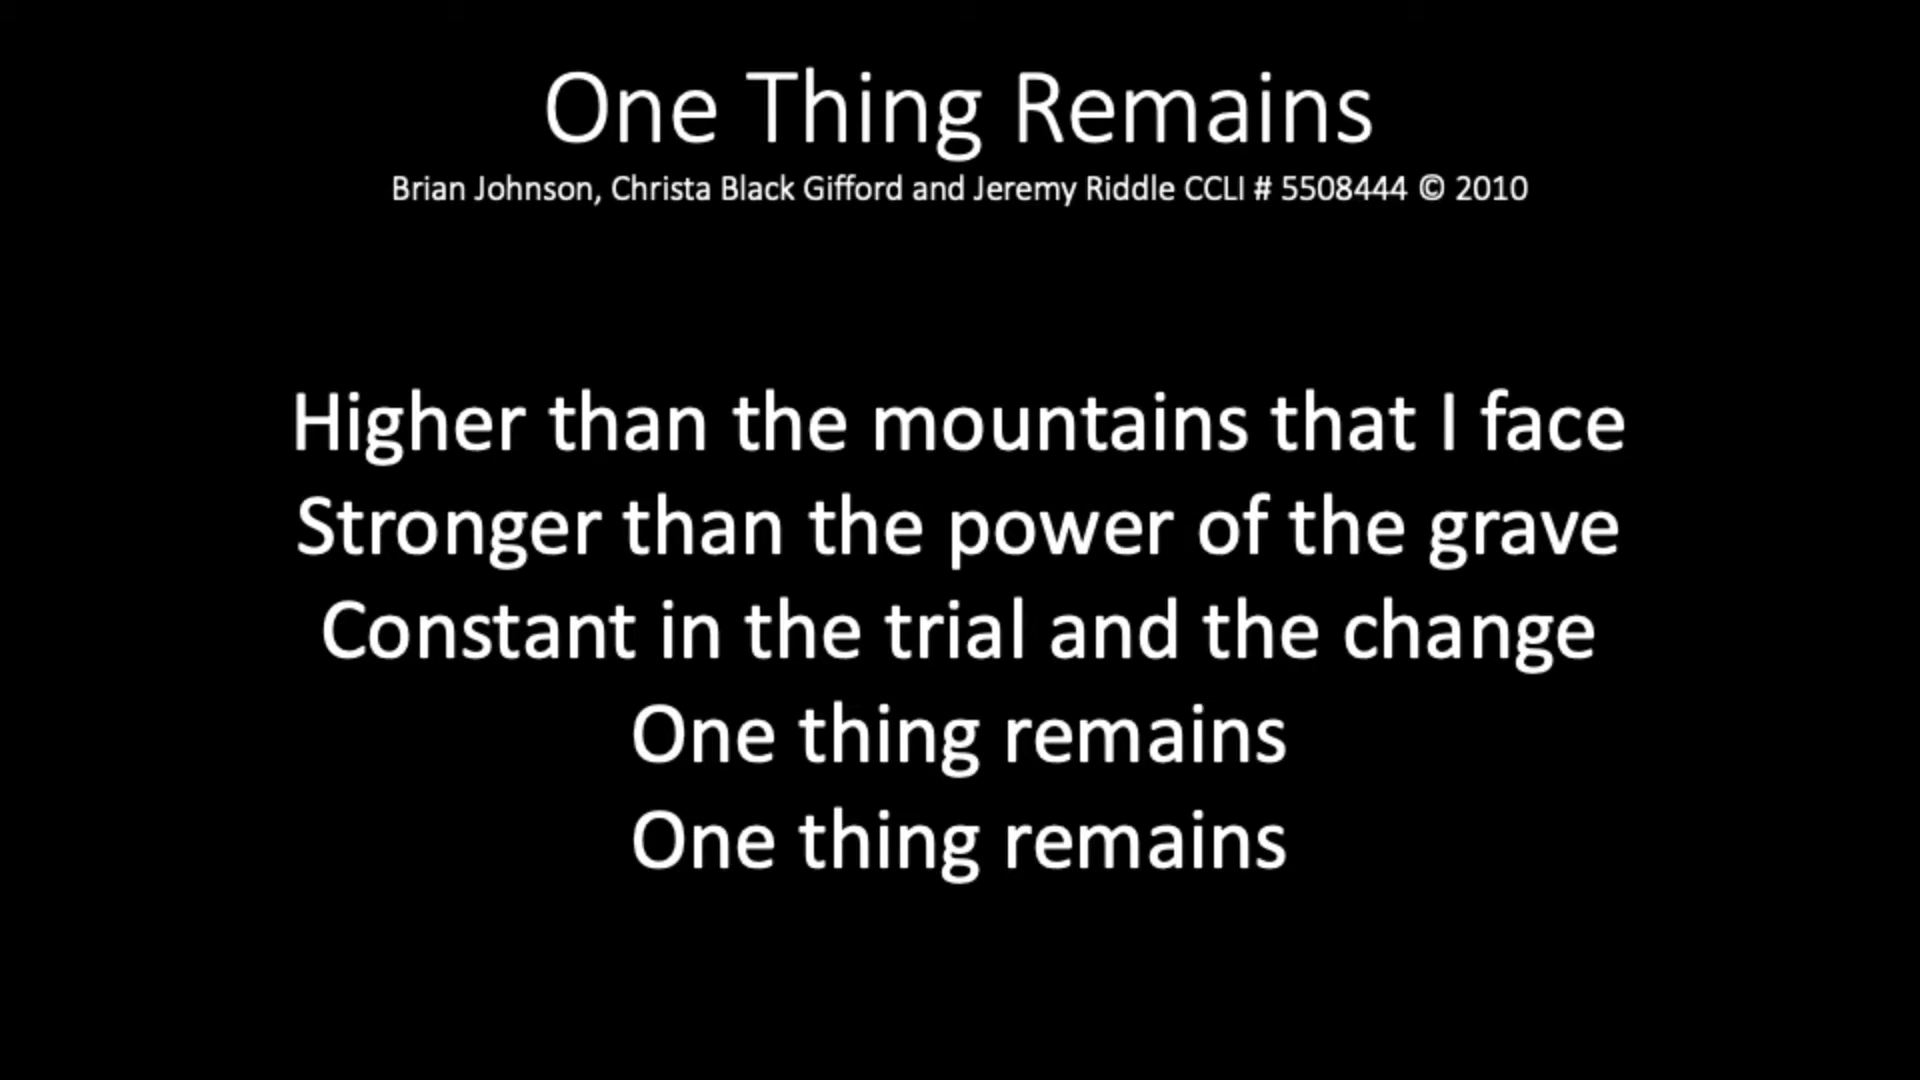 One Thing Remains
Brian Johnson, Christa Black Gifford and Jeremy Riddle CCLI # 5508444 © 2010
Higher than the mountains that I face
Stronger than the power of the grave
Constant in the trial and the change
One thing remains
One thing remains